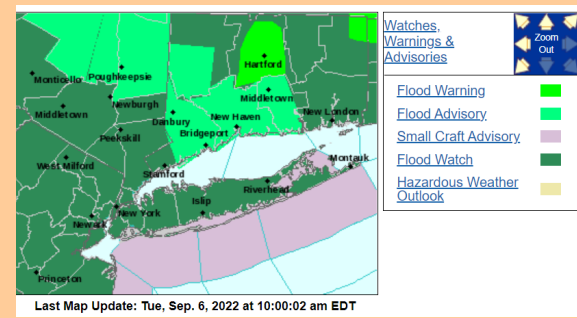 Watches,
Warnings &
Advisories
Zoom
Out
Flood Warning
Flood Advisory
Small Craft Advisory
Flood Watch
Hazardous Weather
Outlook
Hartford
Monticello
Poughkeepsie
Middletown
Newburgh
New London
Middletown
Danbury
New Haven
Bridgeport
Peekskill
Montauk
West Milford
Stamford
Riverhead
Islip
New York
Newark
Princeton
Last Map Update: Tue, Sep. 6, 2022 at 10:00:02 am EDT